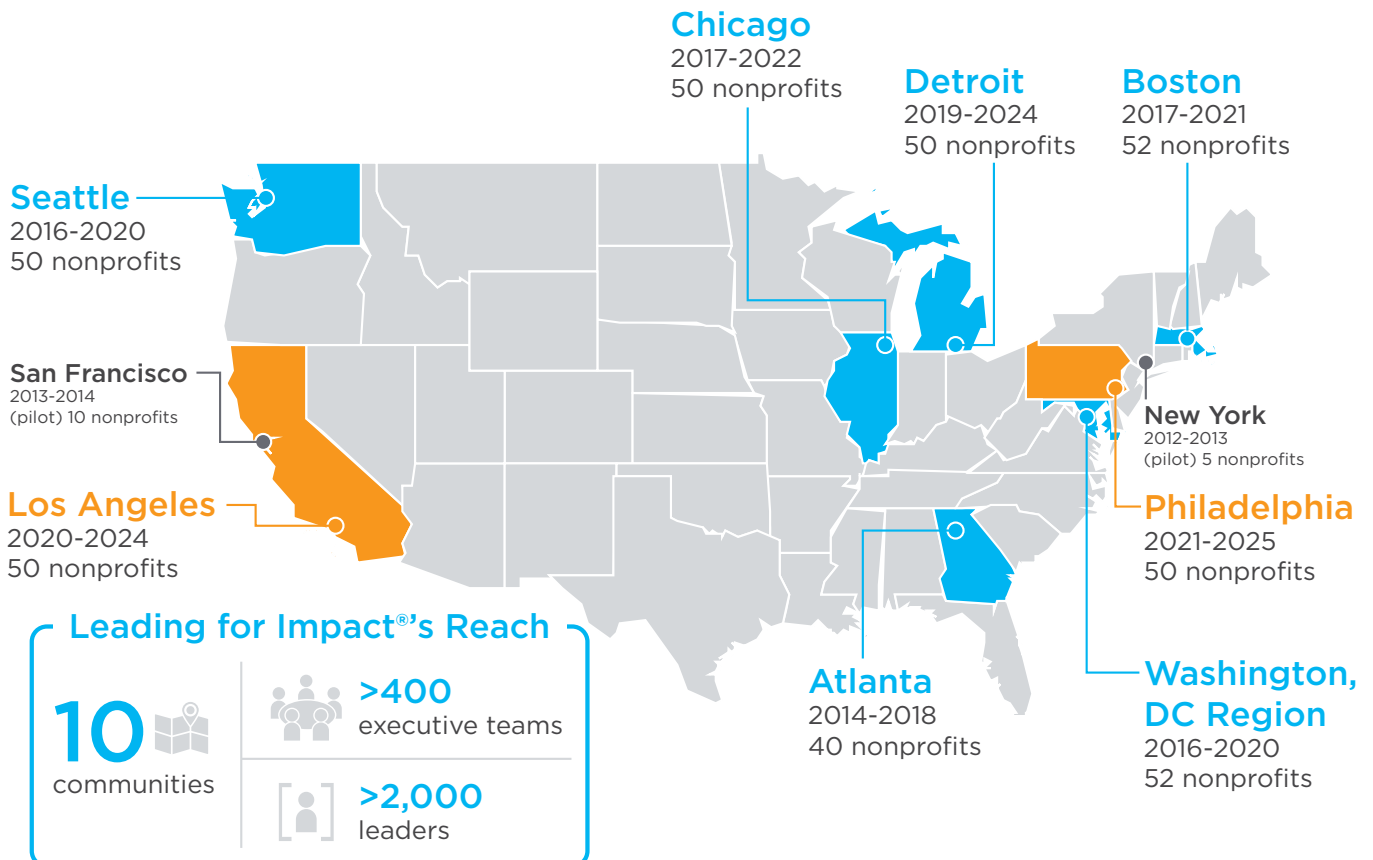 Chicago
2017-2022
50 nonprofits
Detroit
2019-2024
50 nonprofits
Boston
2017-2021
52 nonprofits
Seattle
2016-2020
50 nonprofits
San Francisco
2013-2014
(pilot) 10 nonprofits
New York
2012-2013
(pilot) 5 nonprofits
Los Angeles
2020-2024
50 nonprofits
Philadelphia
2021-2025
50 nonprofits
Atlanta
2014-2018
40 nonprofits
Washington,
DC Region
2016-2020
52 nonprofits
Leading for Impact®'s Reach
10
communities
>400
executive teams
>2,000
leaders